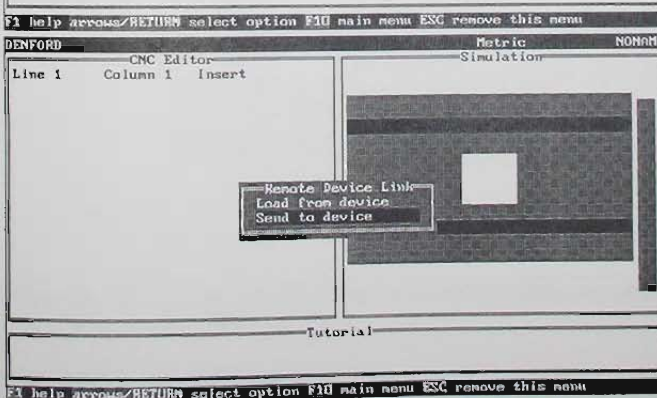 F1 help arrows/RETURN select option F10 main menu ESC remove this menu
DENFORD Metric NONAM
CNC Editor
Line 1 Column 1 Insert
Simulation
Remote Device Link
Load from device
Send to device
Tutorial
F1 help arrows/RETURN select option F10 main menu ESC remove this menu